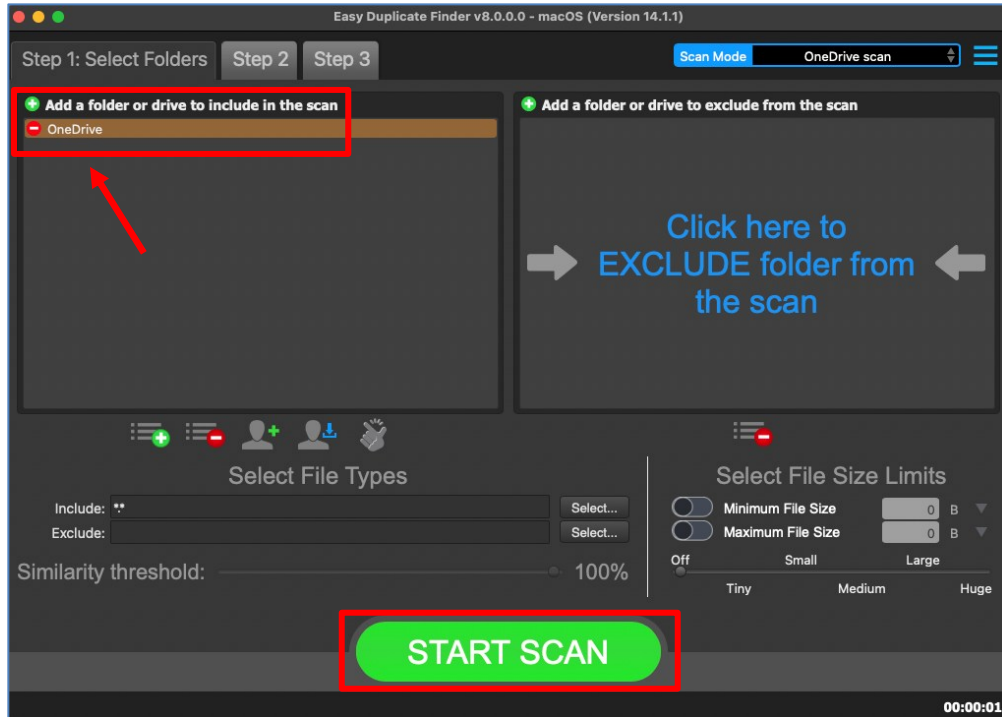 Easy Duplicate Finder v8.0.0.0 - macOS (Version 14.1.1)
Step 1: Select Folders Step 2 Step 3
Scan Mode OneDrive scan
Add a folder or drive to include in the scan
OneDrive
Add a folder or drive to exclude from the scan
Click here to
EXCLUDE folder from
the scan
Select File Types
Include: *.*
Select...
Exclude:
Select...
Similarity threshold: 100%
Select File Size Limits
Minimum File Size 0 B
Maximum File Size 0 B
Off Small Large
Tiny Medium Huge
START SCAN
00:00:01